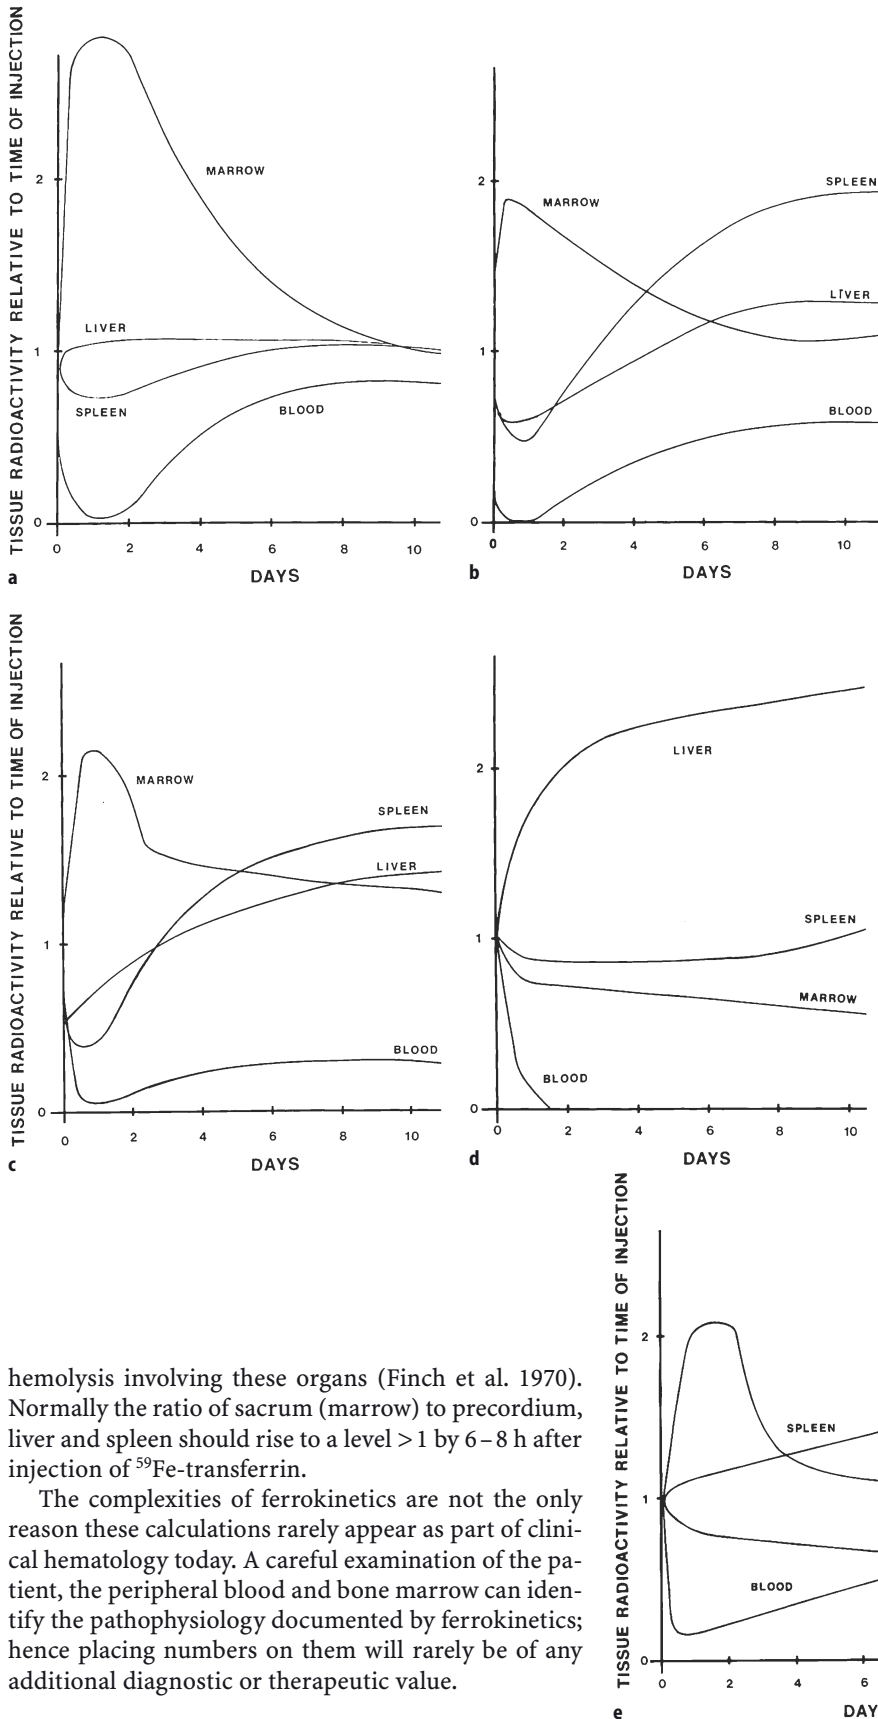 TISSUE RADIOACTIVITY RELATIVE TO TIME OF INJECTION
2
1
0
MARROW
LIVER
SPLEEN
BLOOD
0 2 4 6 8 10
DAYS
a
2
1
0
MARROW
SPLEEN
LIVER
BLOOD
0 2 4 6 8 10
DAYS
b
TISSUE RADIOACTIVITY RELATIVE TO TIME OF INJECTION
2
1
0
MARROW
SPLEEN
LIVER
BLOOD
0 2 4 6 8 10
DAYS
c
2
1
0
LIVER
SPLEEN
MARROW
BLOOD
0 2 4 6 8 10
DAYS
d
hemolysis involving these organs (Finch et al. 1970).
Normally the ratio of sacrum (marrow) to precordium,
liver and spleen should rise to a level > 1 by 6 – 8 h after
injection of ⁵⁹Fe-transferrin.
The complexities of ferrokinetics are not the only
reason these calculations rarely appear as part of clini-
cal hematology today. A careful examination of the pa-
tient, the peripheral blood and bone marrow can iden-
tify the pathophysiology documented by ferrokinetics;
hence placing numbers on them will rarely be of any
additional diagnostic or therapeutic value.
TISSUE RADIOACTIVITY RELATIVE TO TIME OF INJECTION
2
1
0
SPLEEN
BLOOD
0 2 4 6
DAY
e